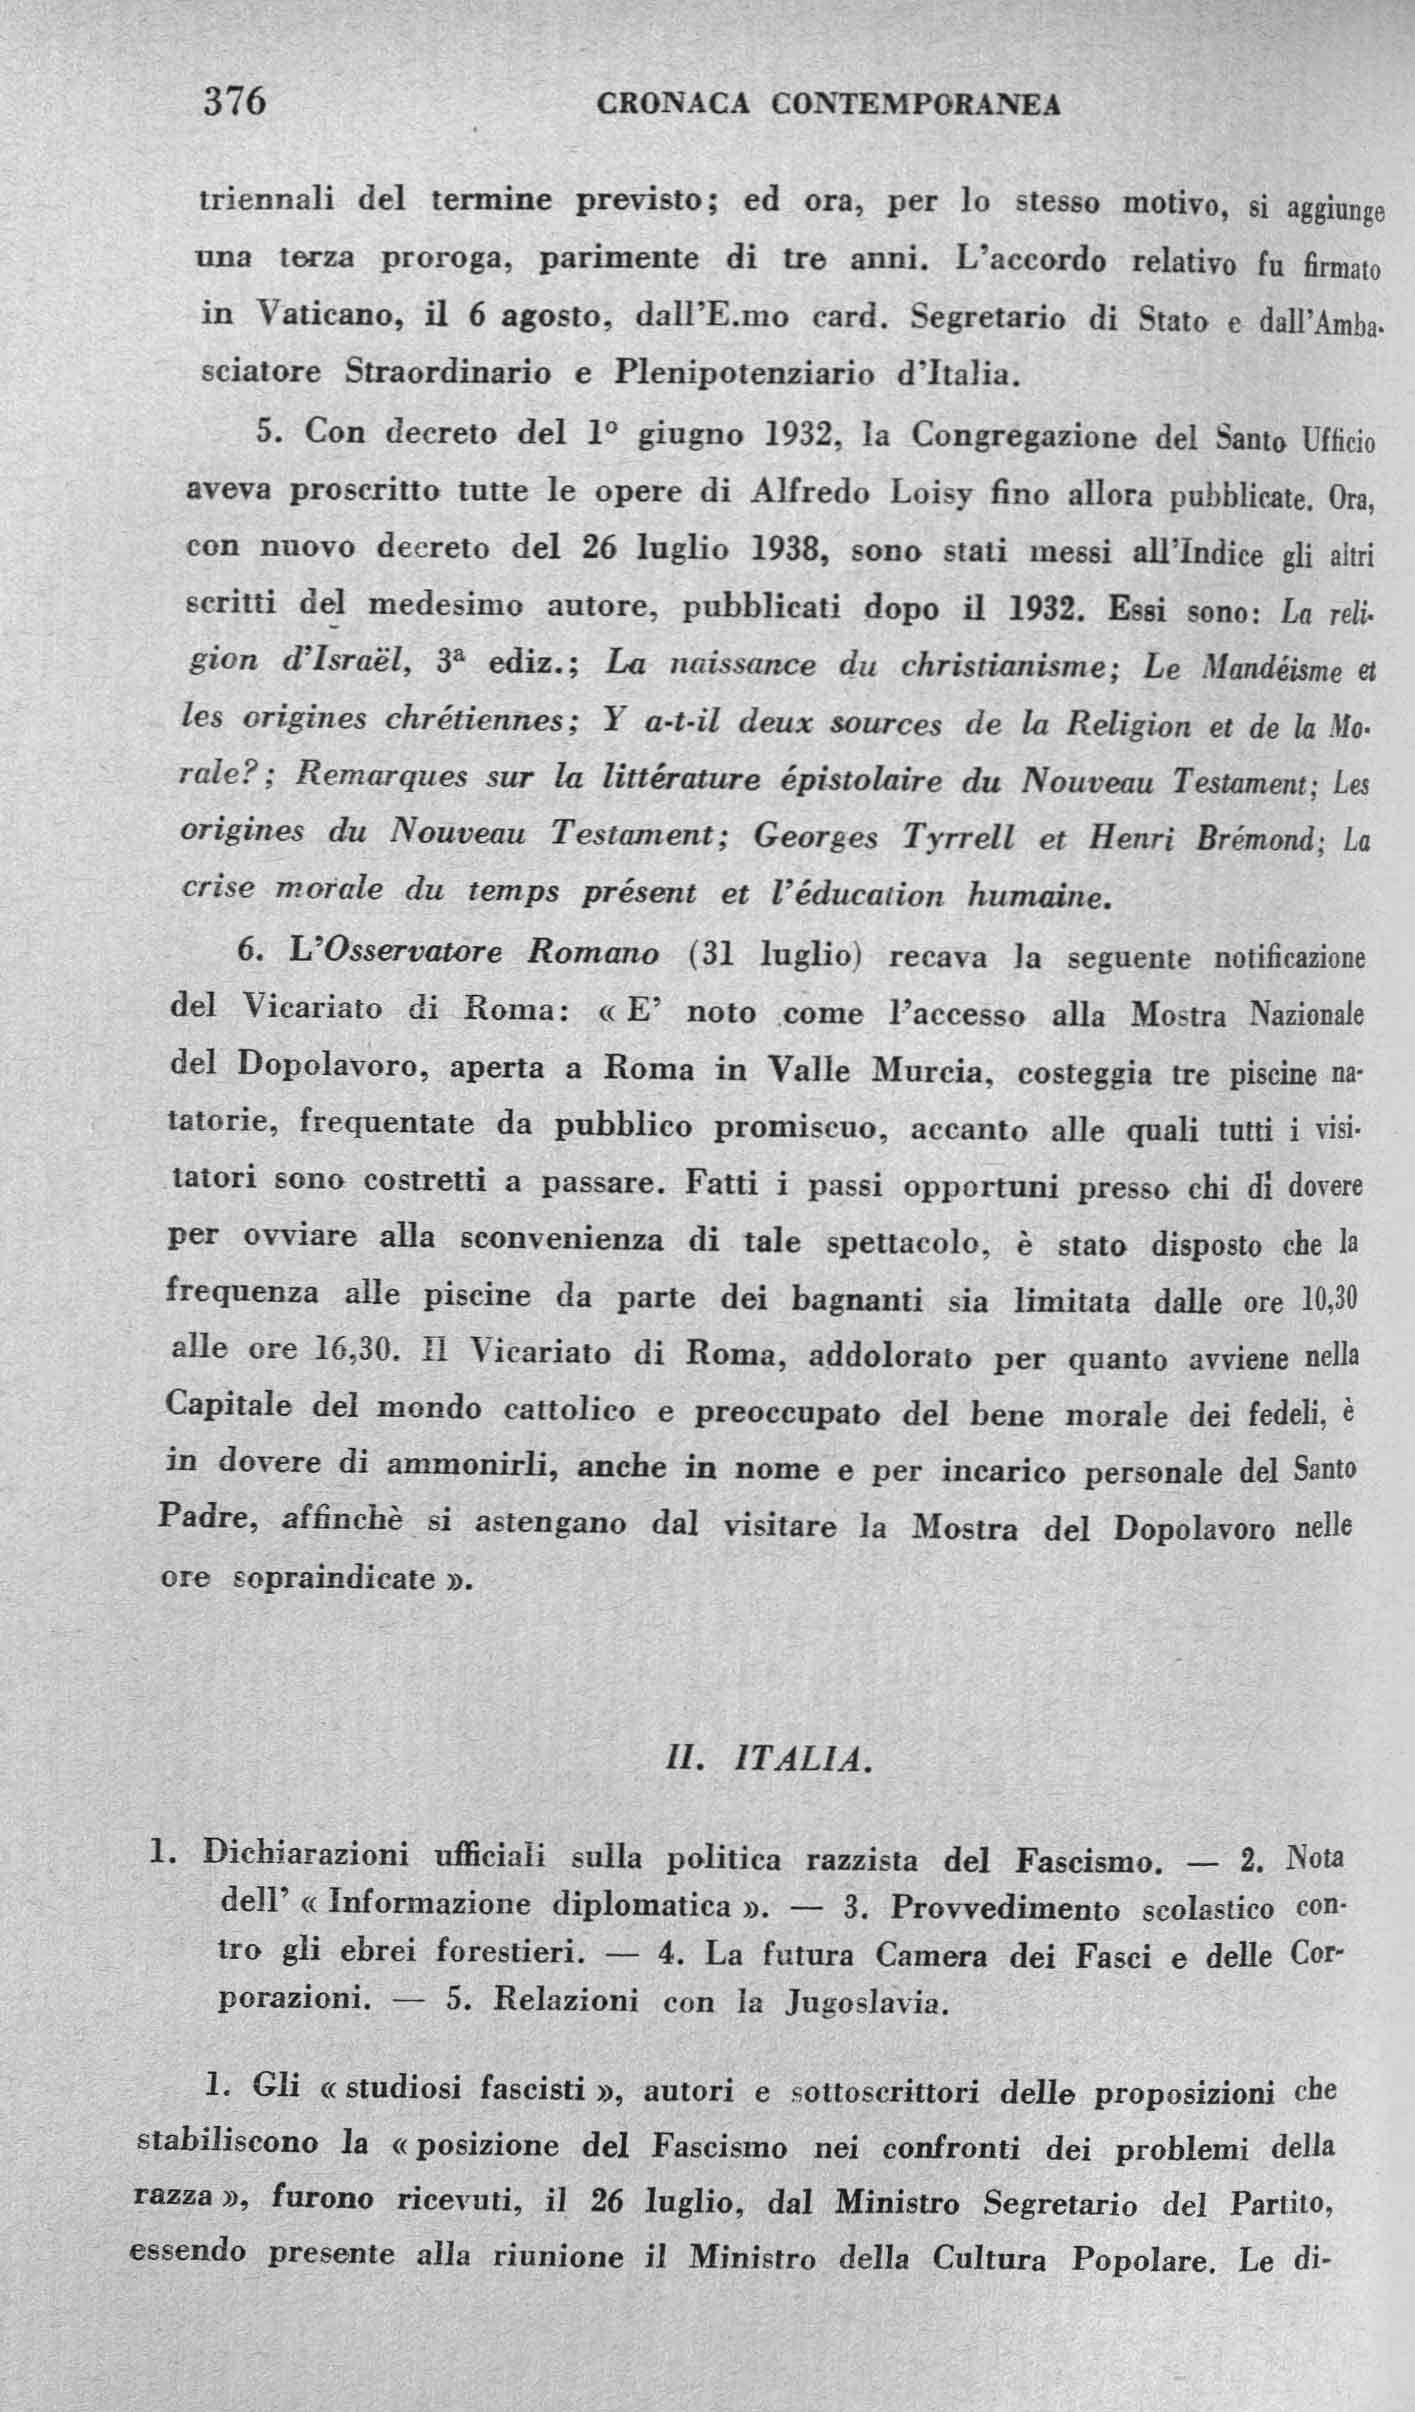 376 CRONACA CONTEMPORANEA
triennali del termine previsto; ed ora, per lo stesso motivo, si aggiunge
una terza proroga, parimente di tre anni. L'accordo relativo fu firmato
in Vaticano, il 6 agosto, dall'E.mo card. Segretario di Stato e dall'Amba-
sciatore Straordinario e Plenipotenziario d'Italia.
5. Con decreto del 1º giugno 1932, la Congregazione del Santo Ufficio
aveva proscritto tutte le opere di Alfredo Loisy fino allora pubblicate. Ora,
con nuovo decreto del 26 luglio 1938, sono stati messi all'Indice gli altri
scritti del medesimo autore, pubblicati dopo il 1932. Essi sono: La reli-
gion d'Israël, 3ª ediz.; La naissance du christianisme; Le Mandéisme et
les origines chrétiennes; Y a-t-il deux sources de la Religion et de la Mo-
rale?; Remarques sur la littérature épistolaire du Nouveau Testament; Les
origines du Nouveau Testament; Georges Tyrrell et Henri Brémond; La
crise morale du temps présent et l'éducation humaine.
6. L'Osservatore Romano (31 luglio) recava la seguente notificazione
del Vicariato di Roma: « E' noto come l'accesso alla Mostra Nazionale
del Dopolavoro, aperta a Roma in Valle Murcia, costeggia tre piscine na-
tatorie, frequentate da pubblico promiscuo, accanto alle quali tutti i visi-
tatori sono costretti a passare. Fatti i passi opportuni presso chi di dovere
per ovviare alla sconvenienza di tale spettacolo, è stato disposto che la
frequenza alle piscine da parte dei bagnanti sia limitata dalle ore 10,30
alle ore 16,30. Il Vicariato di Roma, addolorato per quanto avviene nella
Capitale del mondo cattolico e preoccupato del bene morale dei fedeli, è
in dovere di ammonirli, anche in nome e per incarico personale del Santo
Padre, affinchè si astengano dal visitare la Mostra del Dopolavoro nelle
ore sopraindicate ».
II. ITALIA.
1. Dichiarazioni ufficiali sulla politica razzista del Fascismo. — 2. Nota
dell' « Informazione diplomatica ». — 3. Provvedimento scolastico con-
tro gli ebrei forestieri. — 4. La futura Camera dei Fasci e delle Cor-
porazioni. — 5. Relazioni con la Jugoslavia.
1. Gli « studiosi fascisti », autori e sottoscrittori delle proposizioni che
stabiliscono la « posizione del Fascismo nei confronti dei problemi della
razza », furono ricevuti, il 26 luglio, dal Ministro Segretario del Partito,
essendo presente alla riunione il Ministro della Cultura Popolare. Le di-